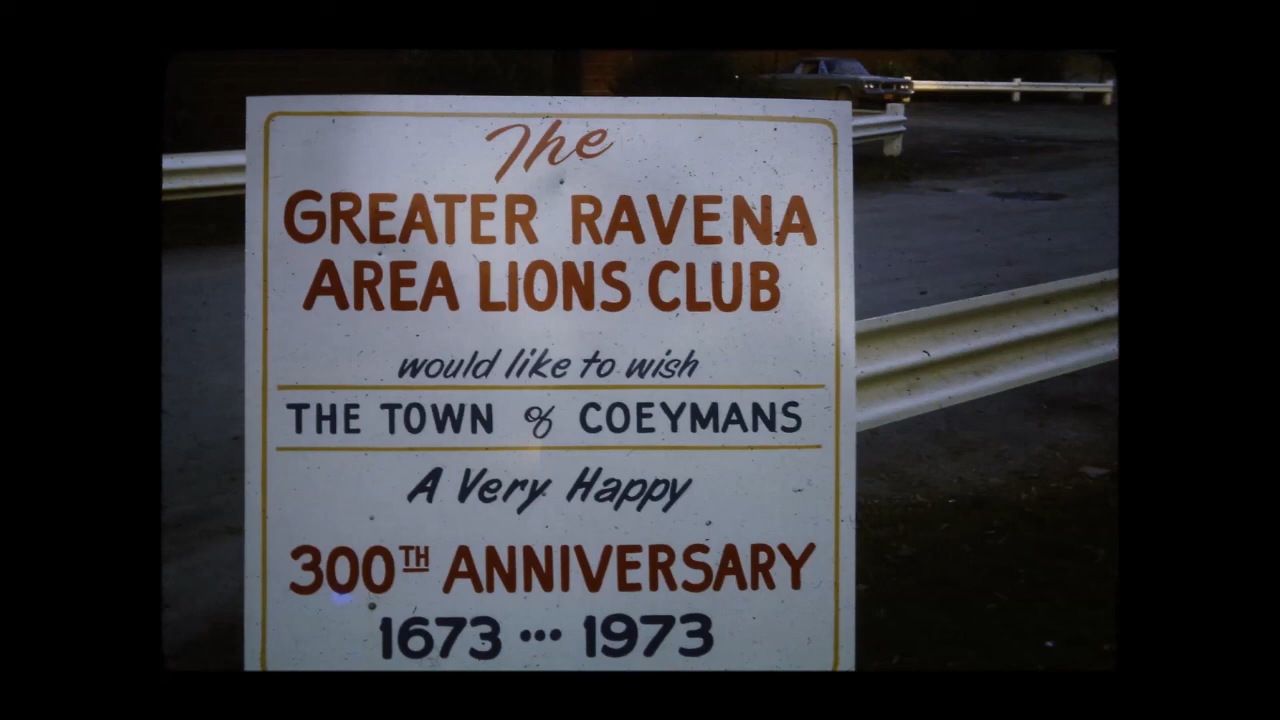 The
GREATER RAVENA
AREA LIONS CLUB
would like to wish
THE TOWN of COEYMANS
A Very Happy
300TH ANNIVERSARY
1673 ··· 1973